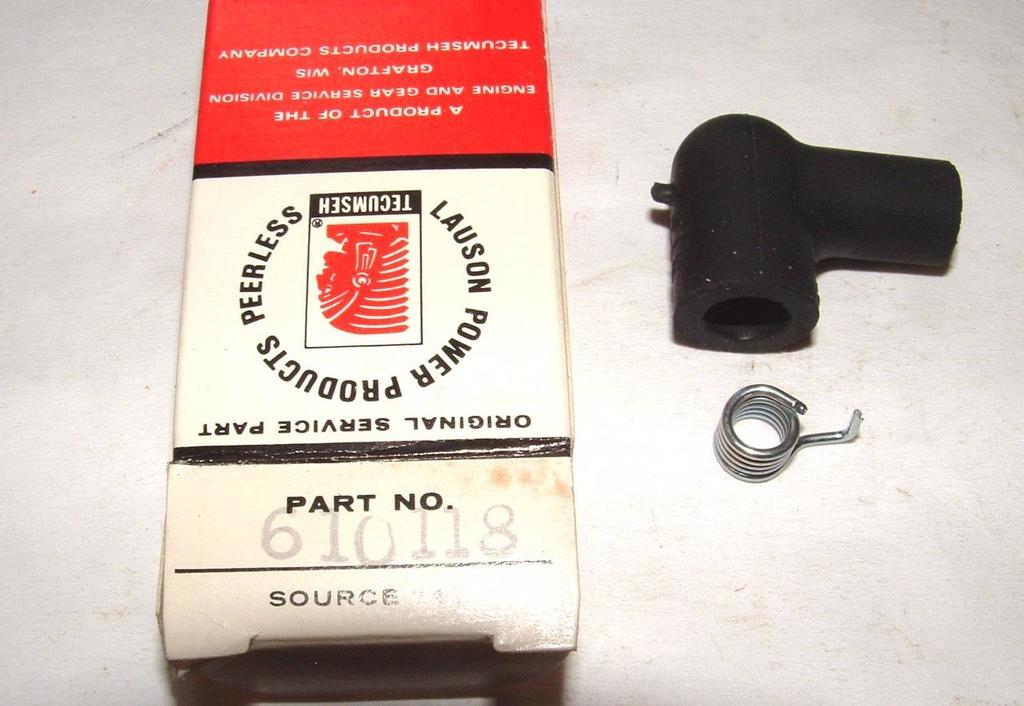 A PRODUCT OF THE
ENGINE AND GEAR SERVICE DIVISION
GRAFTON, WIS
TECUMSEH PRODUCTS COMPANY
LAUSON POWER PRODUCTS PEERLESS
TECUMSEH
®
ORIGINAL SERVICE PART
PART NO.
610118
SOURCE